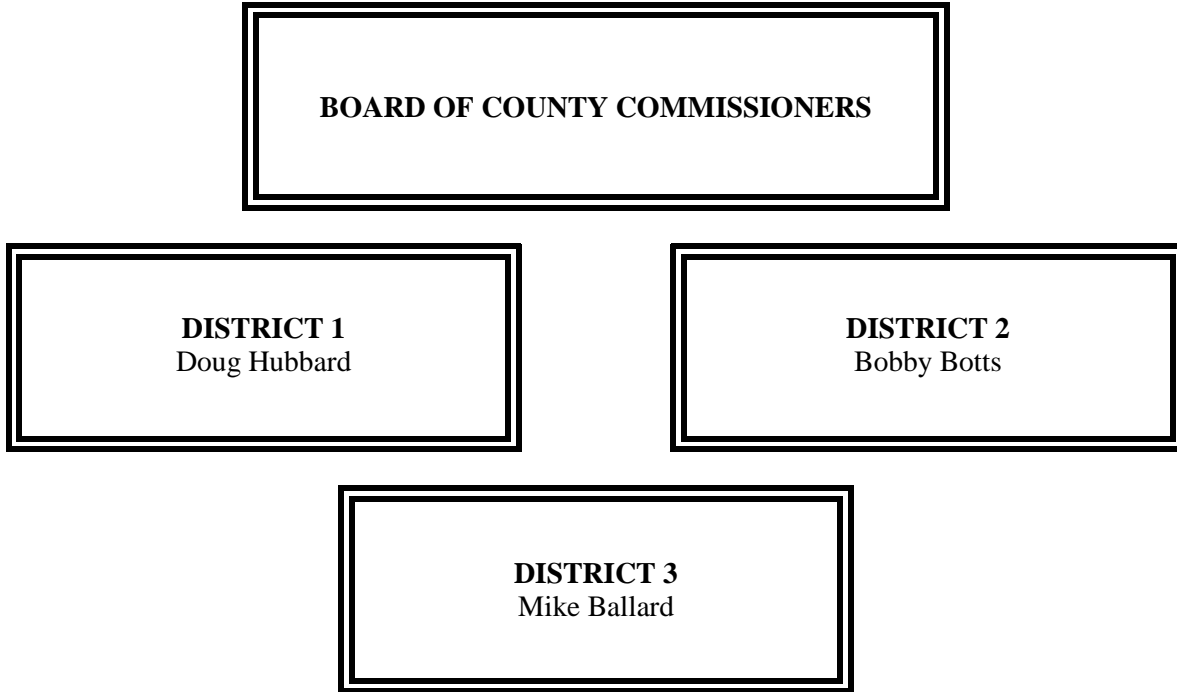 BOARD OF COUNTY COMMISSIONERS
DISTRICT 1
Doug Hubbard
DISTRICT 2
Bobby Botts
DISTRICT 3
Mike Ballard